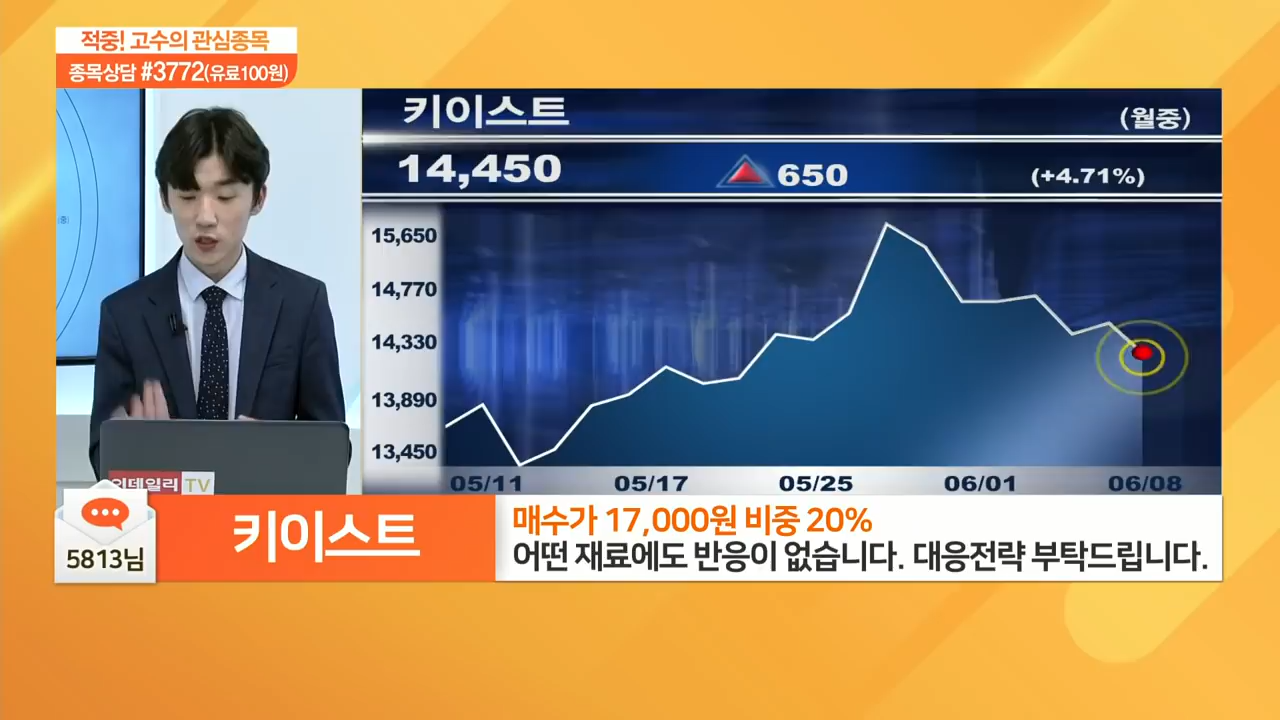 적중! 고수의 관심종목
종목상담 #3772(유료100원)
키이스트
(월중)
14,450
650
(+4.71%)
15,650
14,770
14,330
13,890
13,450
05/11
05/17
05/25
06/01
06/08
이데일리 TV
5813님
키이스트
매수가 17,000원 비중 20%
어떤 재료에도 반응이 없습니다. 대응전략 부탁드립니다.